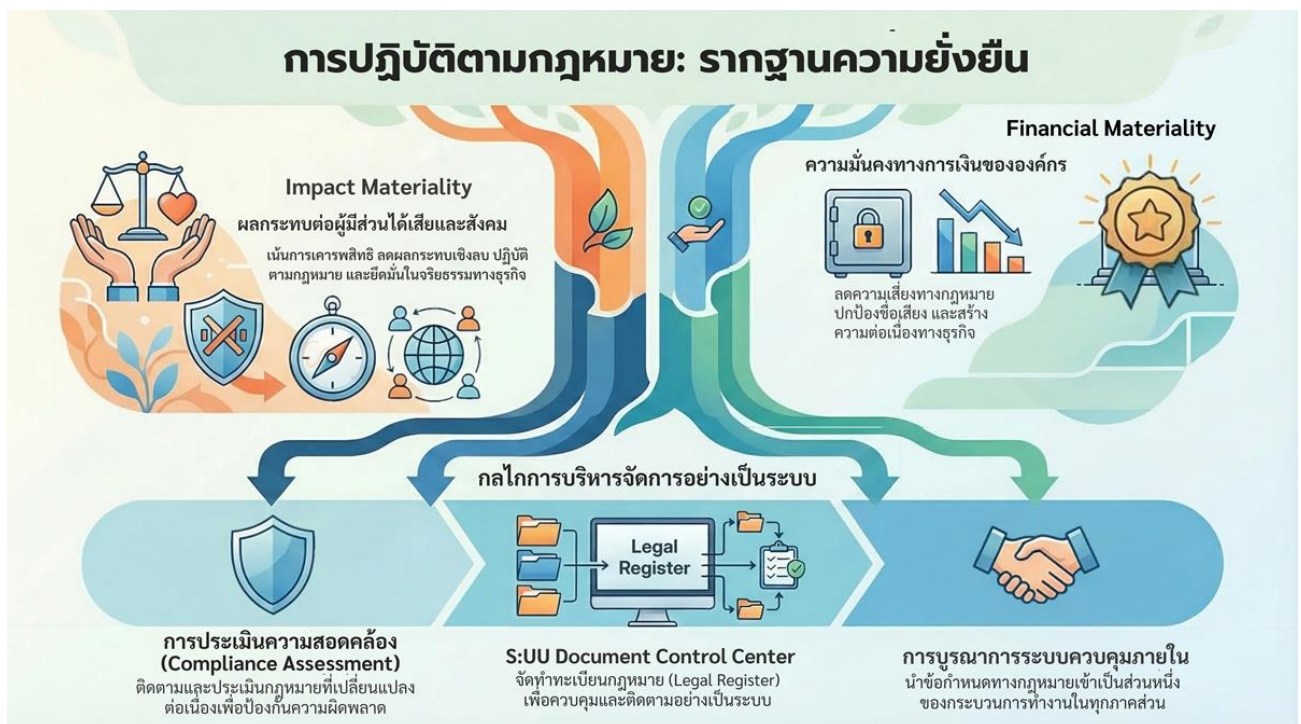 การปฏิบัติตามกฎหมาย: รากฐานความยั่งยืน
Impact Materiality
ผลกระทบต่อผู้มีส่วนได้เสียและสังคม
เน้นการเคารพสิทธิ ลดผลกระทบเชิงลบ ปฏิบัติ
ตามกฎหมาย และยึดมั่นในจริยธรรมทางธุรกิจ
Financial Materiality
ความมั่นคงทางการเงินขององค์กร
ลดความเสี่ยงทางกฎหมาย
ปกป้องชื่อเสียง และสร้าง
ความต่อเนื่องทางธุรกิจ
กลไกการบริหารจัดการอย่างเป็นระบบ
Legal
Register
การประเมินความสอดคล้อง
(Compliance Assessment)
ติดตามและประเมินกฎหมายที่เปลี่ยนแปลง
ต่อเนื่องเพื่อป้องกันความผิดพลาด
ระบบ Document Control Center
จัดทำทะเบียนกฎหมาย (Legal Register)
เพื่อควบคุมและติดตามอย่างเป็นระบบ
การบูรณาการระบบควบคุมภายใน
นำข้อกำหนดทางกฎหมายเข้าเป็นส่วนหนึ่ง
ของกระบวนการทำงานในทุกภาคส่วน